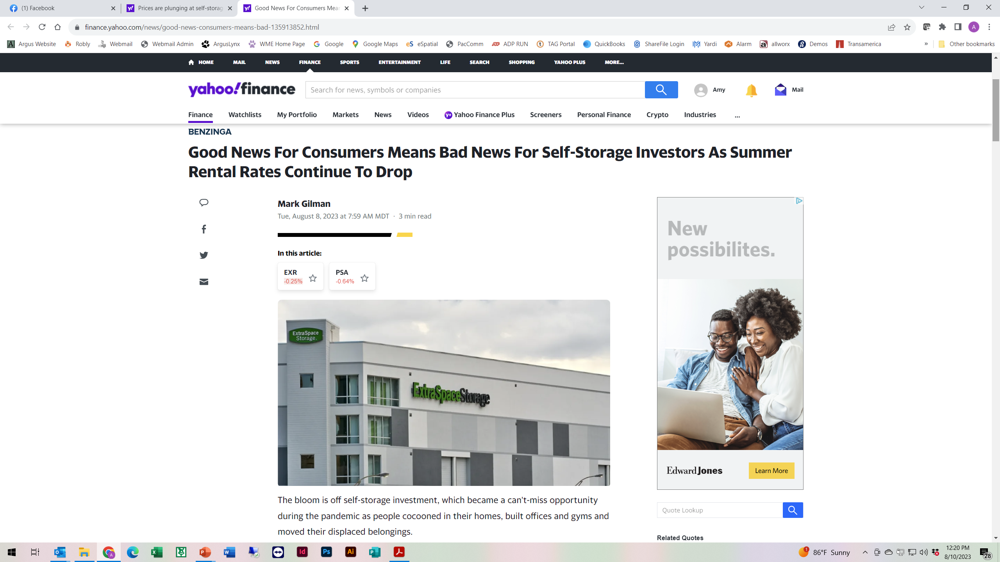 (1) Facebook
Prices are plunging at self-storag
Good News For Consumers Mear
finance.yahoo.com/news/good-news-consumers-means-bad-135913852.html
A
Argus Website
Robly
Webmail
Webmail Admin
ArgusLynx
WME Home Page
Google
Google Maps
eS eSpatial
PacComm
ADP RUN
TAG Portal
QuickBooks
ShareFile Login
Yardi
Alarm
allworx
Demos
Transamerica
»
Other bookmarks
HOME
MAIL
NEWS
FINANCE
SPORTS
ENTERTAINMENT
LIFE
SEARCH
SHOPPING
YAHOO PLUS
MORE...
yahoo!finance
Search for news, symbols or companies
Amy
Mail
Finance
Watchlists
My Portfolio
Markets
News
Videos
y+ Yahoo Finance Plus
Screeners
Personal Finance
Crypto
Industries
...
BENZINGA
Good News For Consumers Means Bad News For Self-Storage Investors As Summer
Rental Rates Continue To Drop
Mark Gilman
Tue, August 8, 2023 at 7:59 AM MDT · 3 min read
In this article:
EXR
-0.25%
PSA
-0.64%
ExtraSpace
Storage.
ExtraSpaceStorage
The bloom is off self-storage investment, which became a can't-miss opportunity
during the pandemic as people cocooned in their homes, built offices and gyms and
moved their displaced belongings.
New
possibilites.
Edward Jones
Learn More
Quote Lookup
Related Quotes
Id
Ps
Ai
1
86°F Sunny
12:20 PM
8/10/2023
28